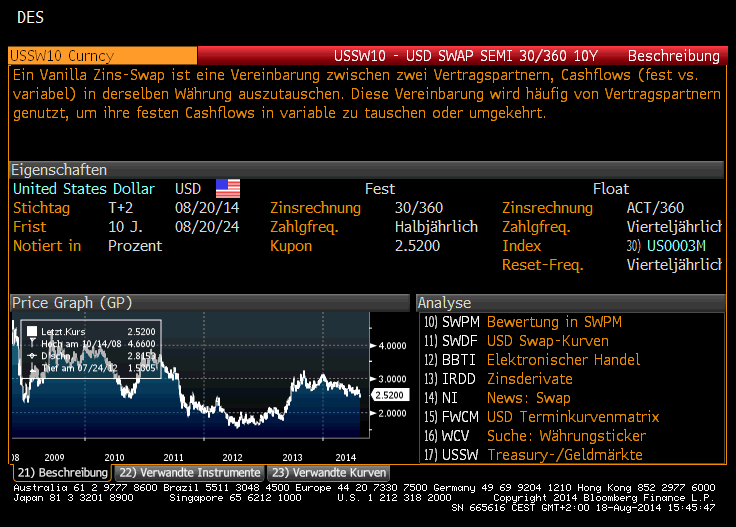 DES
USSW10 Curncy USSW10 - USD SWAP SEMI 30/360 10Y Beschreibung
Ein Vanilla Zins-Swap ist eine Vereinbarung zwischen zwei Vertragspartnern, Cashflows (fest vs.
variabel) in derselben Währung auszutauschen. Diese Vereinbarung wird häufig von Vertragspartnern
genutzt, um ihre festen Cashflows in variable zu tauschen oder umgekehrt.
Eigenschaften
United States Dollar USD Fest Float
Stichtag T+2 08/20/14 Zinsrechnung 30/360 Zinsrechnung ACT/360
Frist 10 J. 08/20/24 Zahlgfreq. Halbjährlich Zahlgfreq. Vierteljährlich
Notiert in Prozent Kupon 2.5200 Index 30) US0003M
Reset-Freq. Vierteljährlich
Price Graph (GP) Analyse
Letzt.Kurs 2.5200
Hoch am 10/14/08 4.6600
Tief am 07/24/12
4.0000
3.0000
2.5200
2.0000
2009 2010 2011 2012 2013 2014
10) SWPM Bewertung in SWPM
11) SWDF USD Swap-Kurven
12) BBTI Elektronischer Handel
13) IRDD Zinsderivate
14) NI News: Swap
15) FWCM USD Terminkurvenmatrix
16) WCV Suche: Währungsticker
17) USSW Treasury-/Geldmärkte
21) Beschreibung 22) Verwandte Instrumente 23) Verwandte Kurven
Australia 61 2 9777 8600 Brazil 5511 3048 4500 Europe 44 20 7330 7500 Germany 49 69 9204 1210 Hong Kong 852 2977 6000
Japan 81 3 3201 8900 Singapore 65 6212 1000 U.S. 1 212 318 2000 Copyright 2014 Bloomberg Finance L.P.
SN 665616 CEST GMT+2:00 18-Aug-2014 15:45:47